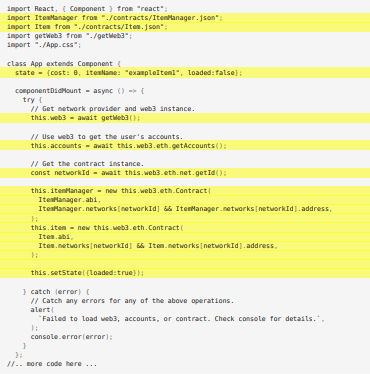 import React, { Component } from "react";
import ItemManager from "./contracts/ItemManager.json";
import Item from "./contracts/Item.json";
import getWeb3 from "./getWeb3";
import "./App.css";

class App extends Component {
  state = {cost: 0, itemName: "exampleItem1", loaded:false};

  componentDidMount = async () => {
    try {
      // Get network provider and web3 instance.
      this.web3 = await getWeb3();

      // Use web3 to get the user's accounts.
      this.accounts = await this.web3.eth.getAccounts();

      // Get the contract instance.
      const networkId = await this.web3.eth.net.getId();

      this.itemManager = new this.web3.eth.Contract(
        ItemManager.abi,
        ItemManager.networks[networkId] && ItemManager.networks[networkId].address,
      );
      this.item = new this.web3.eth.Contract(
        Item.abi,
        Item.networks[networkId] && Item.networks[networkId].address,
      );

      this.setState({loaded:true});

    } catch (error) {
      // Catch any errors for any of the above operations.
      alert(
        `Failed to load web3, accounts, or contract. Check console for details.`,
      );
      console.error(error);
    }
  };
//.. more code here ...